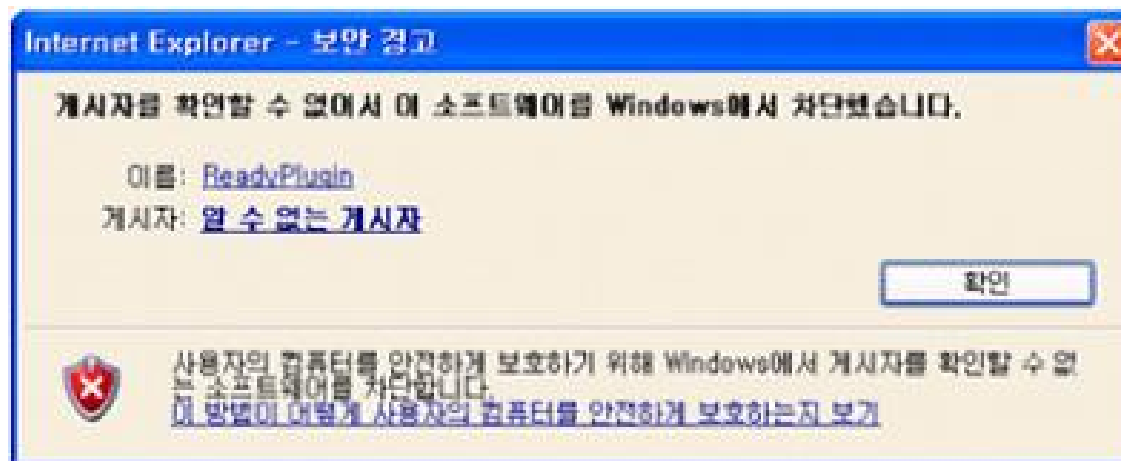 Internet Explorer - 보안 경고
게시자를 확인할 수 없어서 이 소프트웨어를 Windows에서 차단했습니다.
이름: ReadyPlugin
게시자: 알 수 없는 게시자
확인
사용자의 컴퓨터를 안전하게 보호하기 위해 Windows에서 게시자를 확인할 수 없
는 소프트웨어를 차단합니다.
이 방법이 어떻게 사용자의 컴퓨터를 안전하게 보호하는지 보기